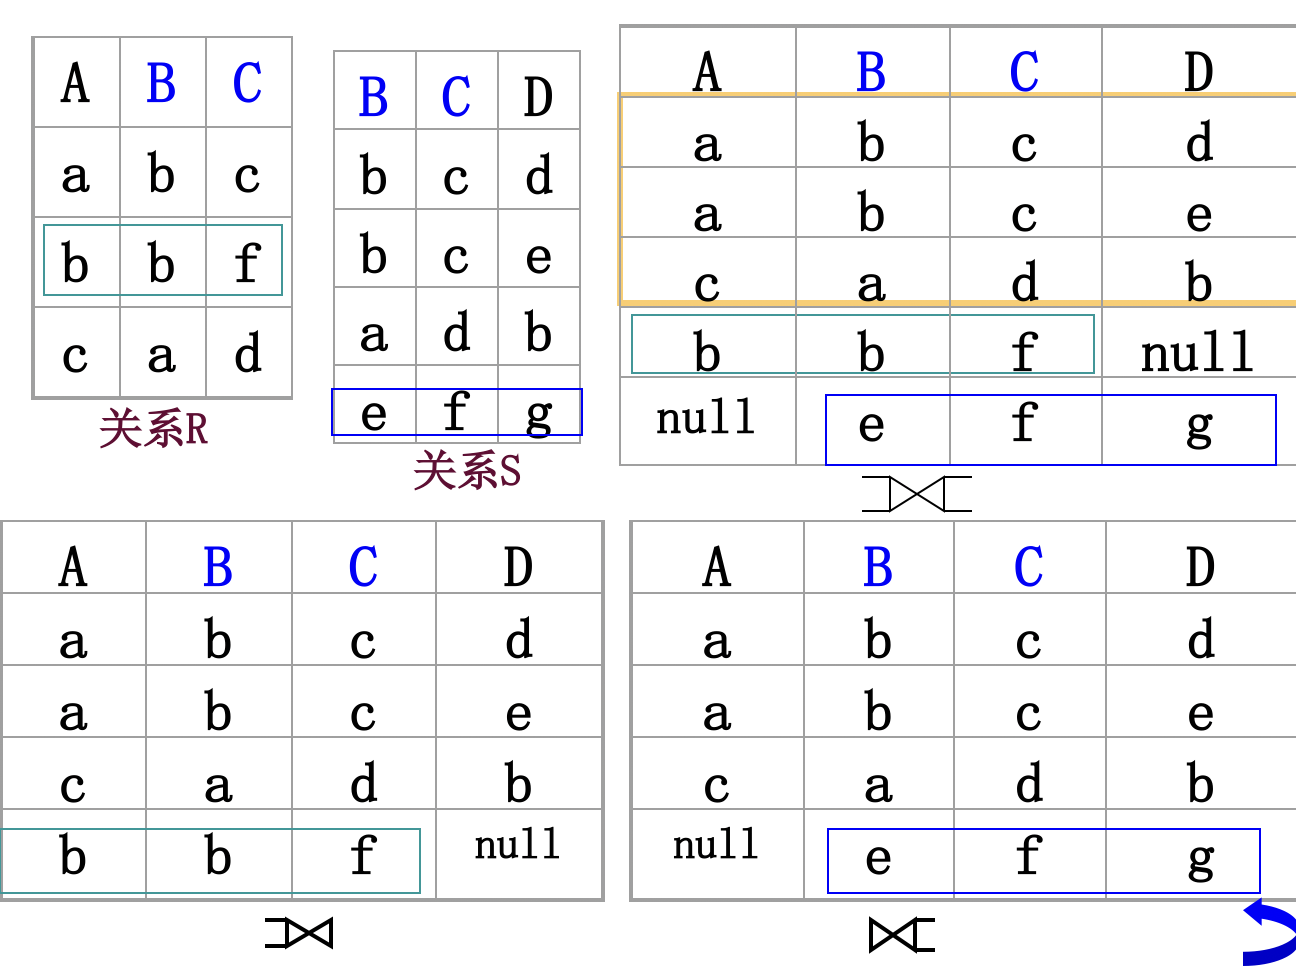 A B C
a b c
b b f
c a d
关系R
B C D
b c d
b c e
a d b
e f g
关系S
A B C D
a b c d
a b c e
c a d b
b b f null
null e f g
A B C D
a b c d
a b c e
c a d b
b b f null
A B C D
a b c d
a b c e
c a d b
null e f g